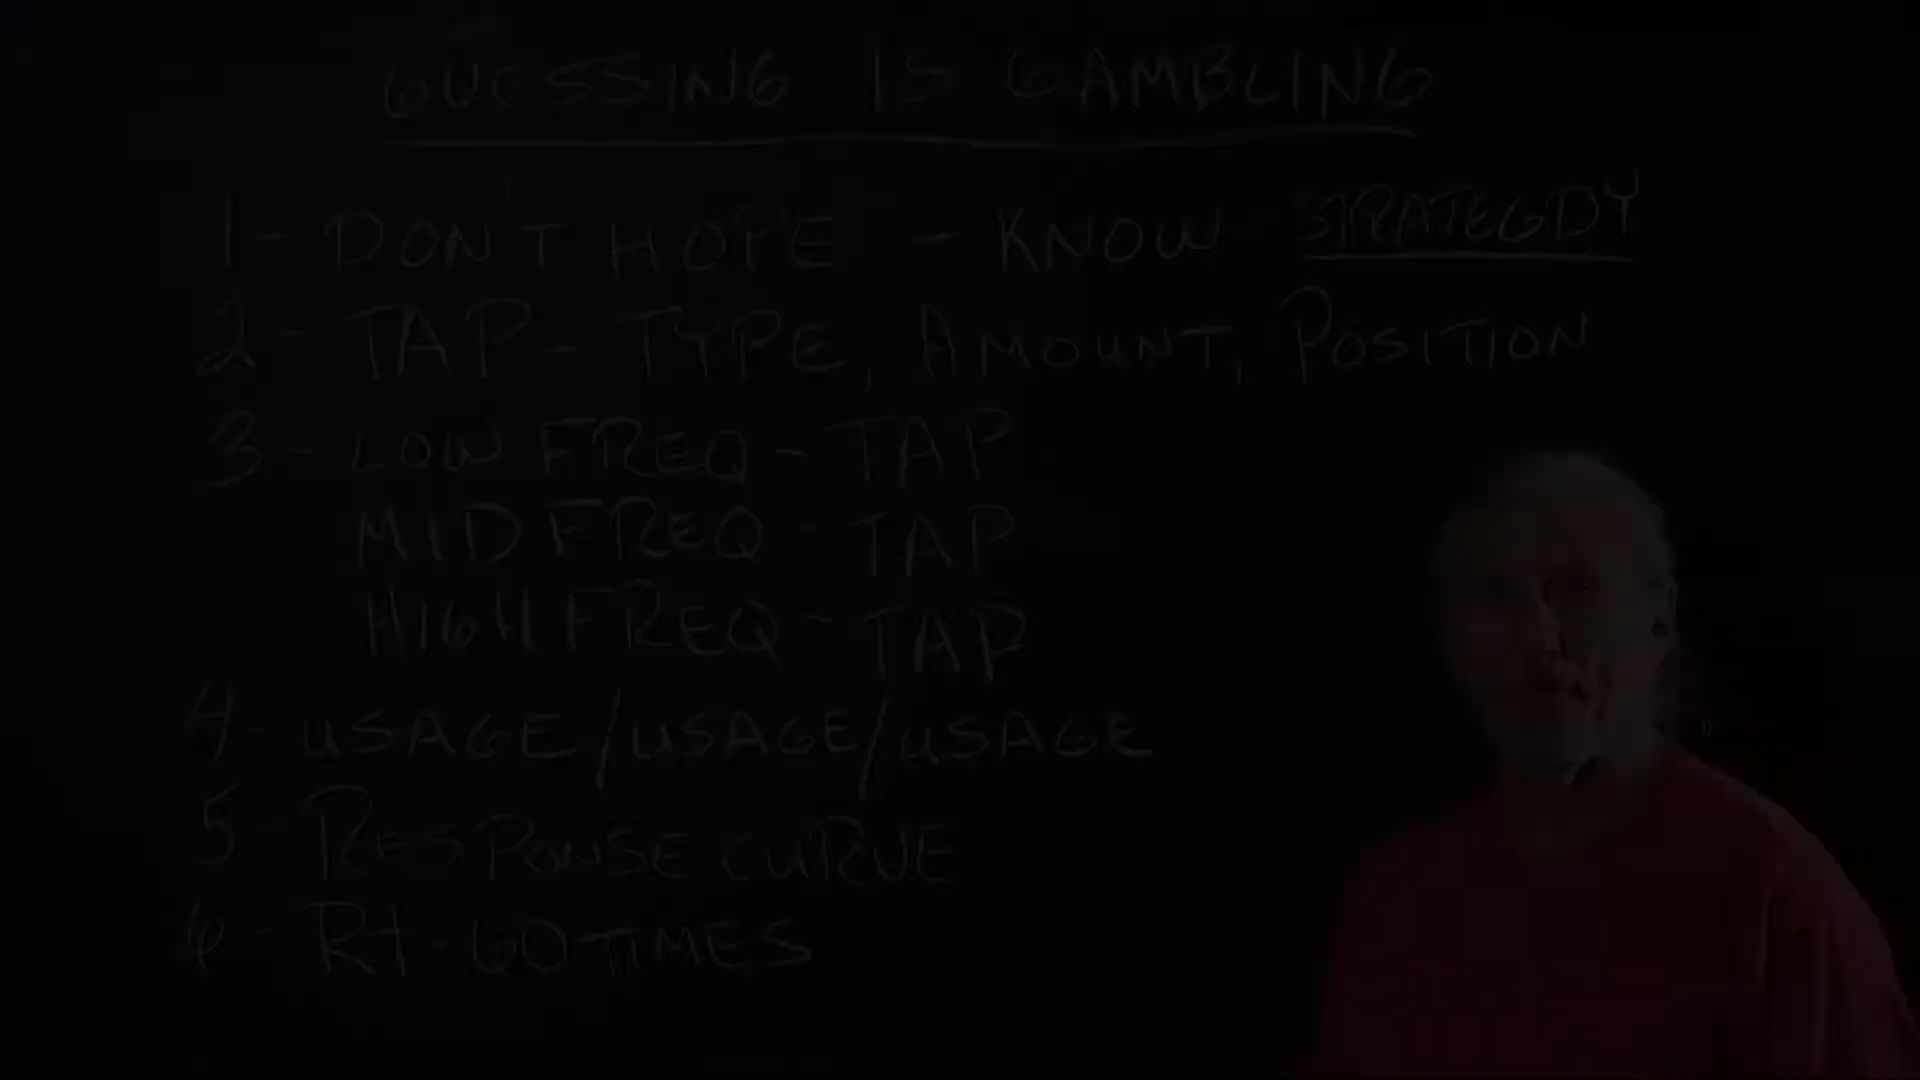 GUESSING IS GAMBLING
1- DON'T HOPE - KNOW STRATEGDY
2- TAP - TYPE, AMOUNT, POSITION
3- LOW FREQ - TAP
MID FREQ - TAP
HIGH FREQ - TAP
4- USAGE/USAGE/USAGE
5- RESPONSE CURVE
6- Rt-60 TIMES